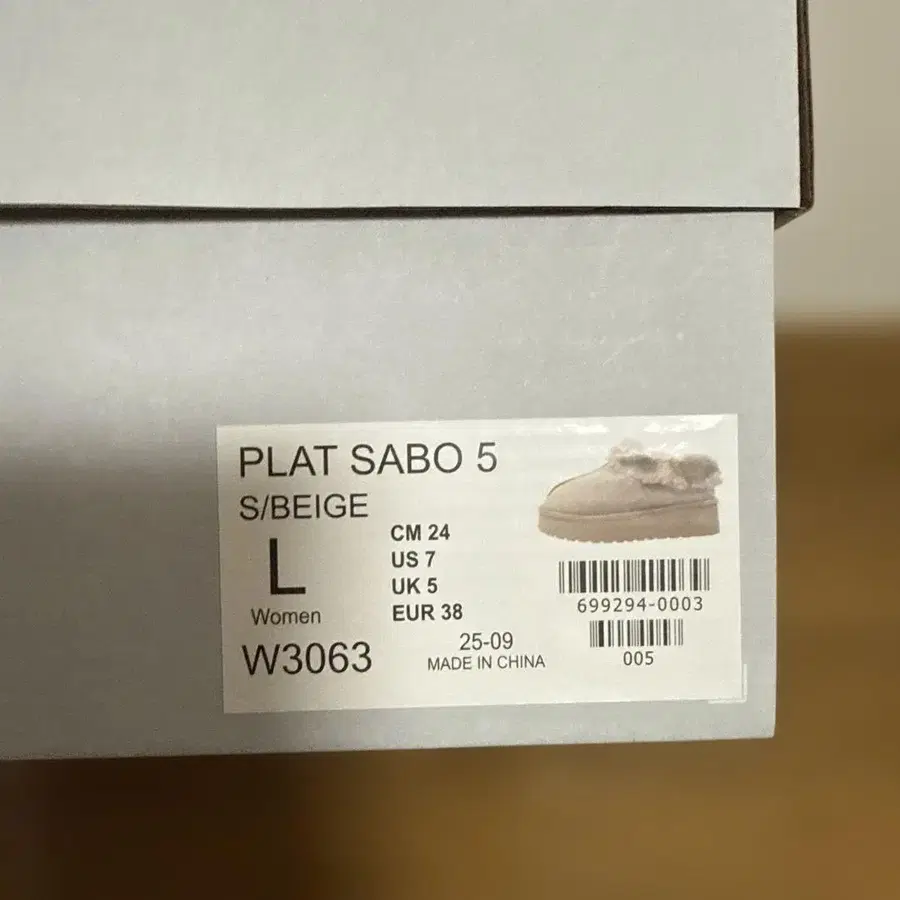 PLAT SABO 5
S/BEIGE
L
Women
CM 24
US 7
UK 5
EUR 38
W3063
25-09
MADE IN CHINA
699294-0003
005